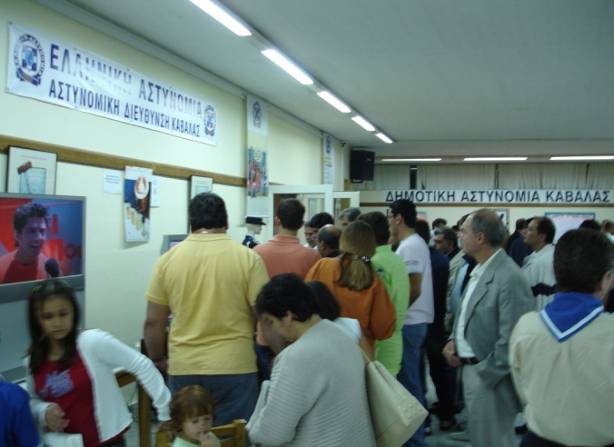 ΕΛΛΗΝΙΚΗ ΑΣΤΥΝΟΜΙΑ
ΑΣΤΥΝΟΜΙΚΗ ΔΙΕΥΘΥΝΣΗ ΚΑΒΑΛΑΣ
ΔΗΜΟΤΙΚΗ ΑΣΤΥΝΟΜΙΑ ΚΑΒΑΛΑΣ